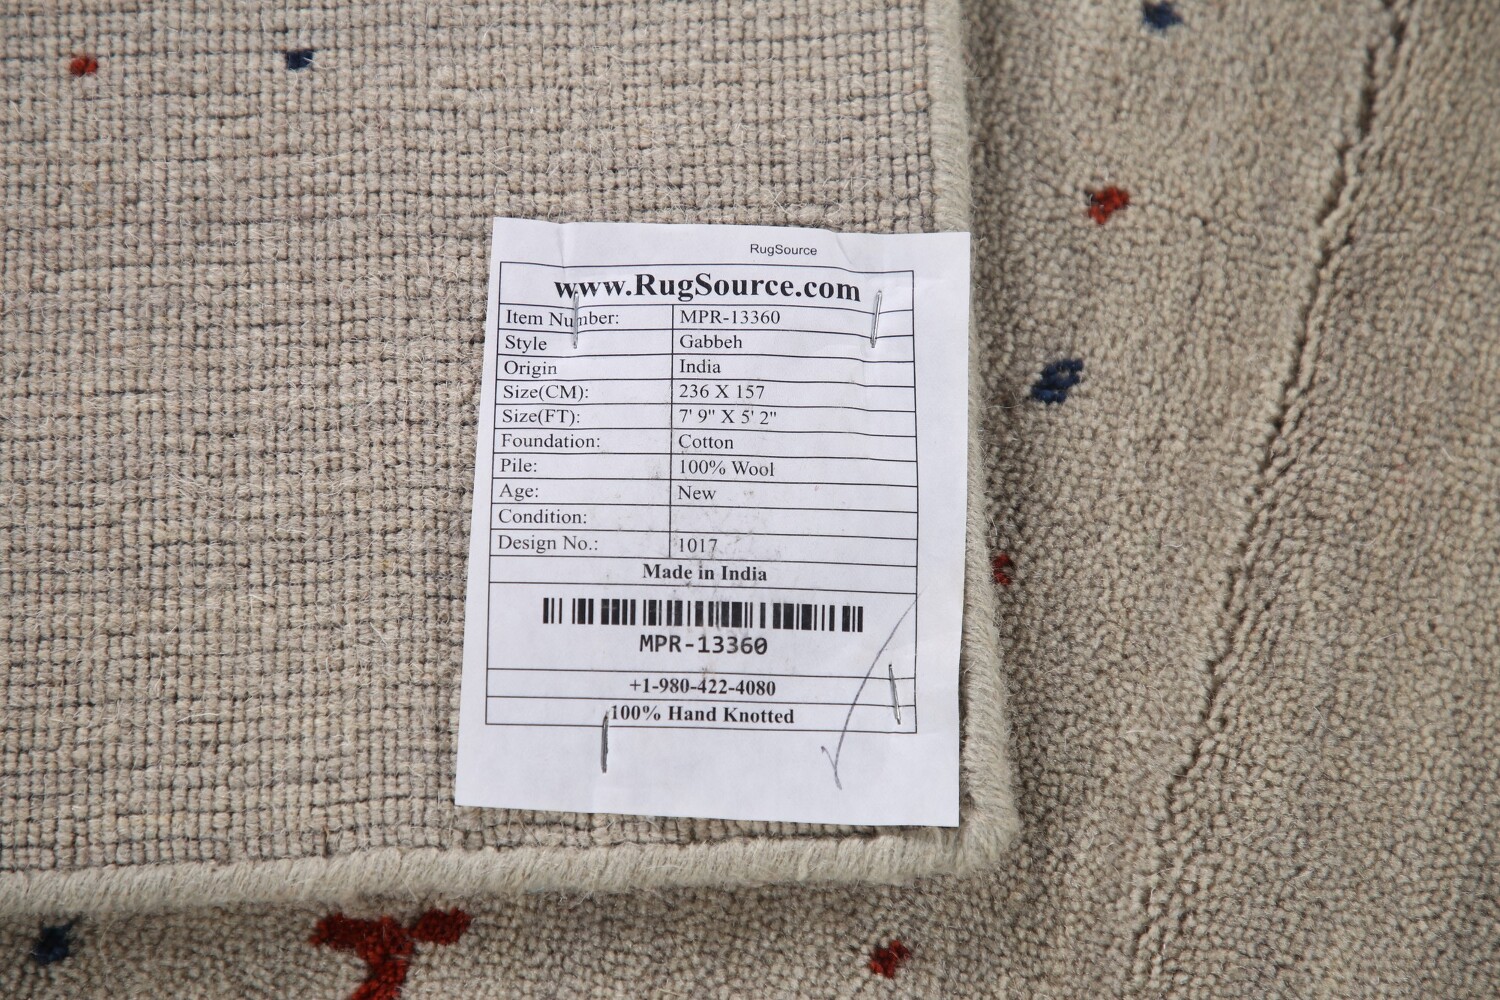 RugSource
www.RugSource.com
Item Number: MPR-13360
Style Gabbeh
Origin India
Size(CM): 236 X 157
Size(FT): 7' 9" X 5' 2"
Foundation: Cotton
Pile: 100% Wool
Age: New
Condition:
Design No.: 1017
Made in India
MPR-13360
+1-980-422-4080
100% Hand Knotted